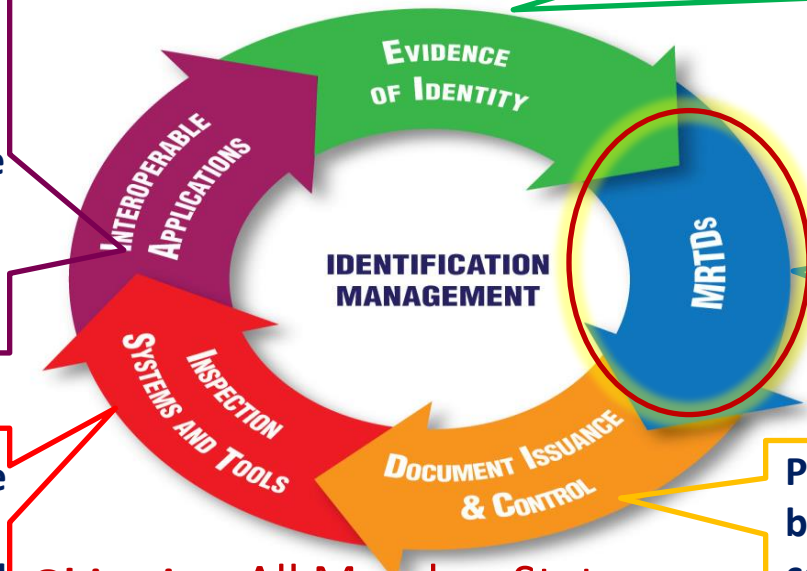 EVIDENCE
OF IDENTITY
INTEROPERABLE
APPLICATIONS
MRTDs
IDENTIFICATION
MANAGEMENT
INSPECTION
SYSTEMS AND TOOLS
DOCUMENT ISSUANCE
& CONTROL